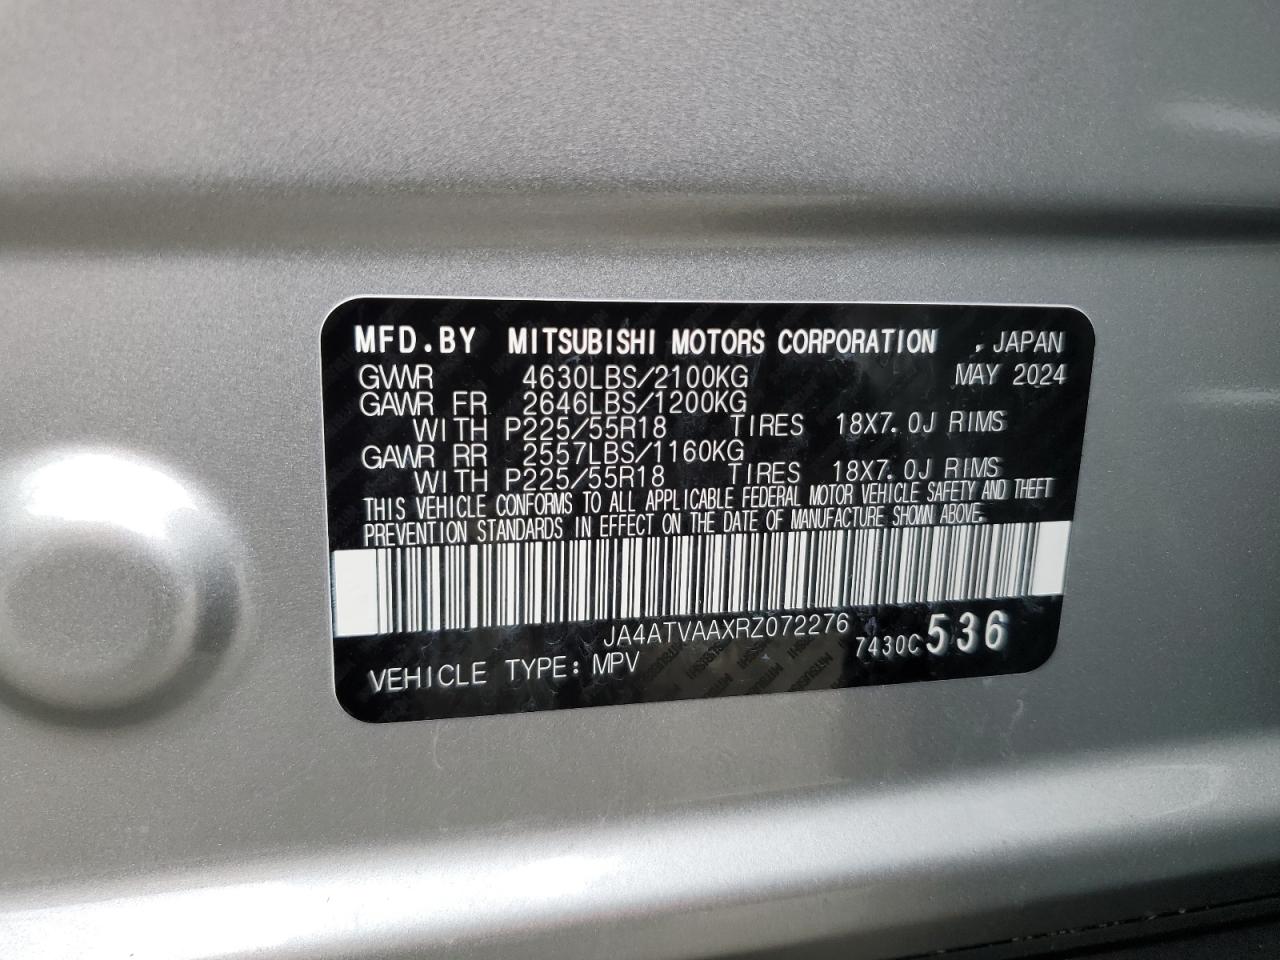 MFD.BY MITSUBISHI MOTORS CORPORATION , JAPAN
GVWR 4630LBS/2100KG MAY 2024
GAWR FR 2646LBS/1200KG
WITH P225/55R18 TIRES 18X7.0J RIMS
GAWR RR 2557LBS/1160KG
WITH P225/55R18 TIRES 18X7.0J RIMS
THIS VEHICLE CONFORMS TO ALL APPLICABLE FEDERAL MOTOR VEHICLE SAFETY AND THEFT
PREVENTION STANDARDS IN EFFECT ON THE DATE OF MANUFACTURE SHOWN ABOVE.
JA4ATVAAXRZ072276 7430C 536
VEHICLE TYPE: MPV